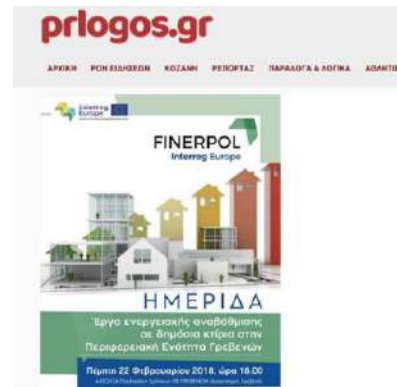 prlogos.gr
ΑΡΧΙΚΗ ΡΟΗ ΕΙΔΗΣΕΩΝ ΚΟΖΑΝΗ ΡΕΠΟΡΤΑΖ ΠΑΡΑΛΟΓΑ & ΛΟΓΙΚΑ
Interreg
Europe
FINERPOL
Interreg Europe
ΗΜΕΡΙΔΑ
Έργα ενεργειακής αναβάθμισης
σε δημόσια κτίρια στην
Περιφερειακή Ενότητα Γρεβενών
Πέμπτη 22 Φεβρουαρίου 2018, ώρα 18.00